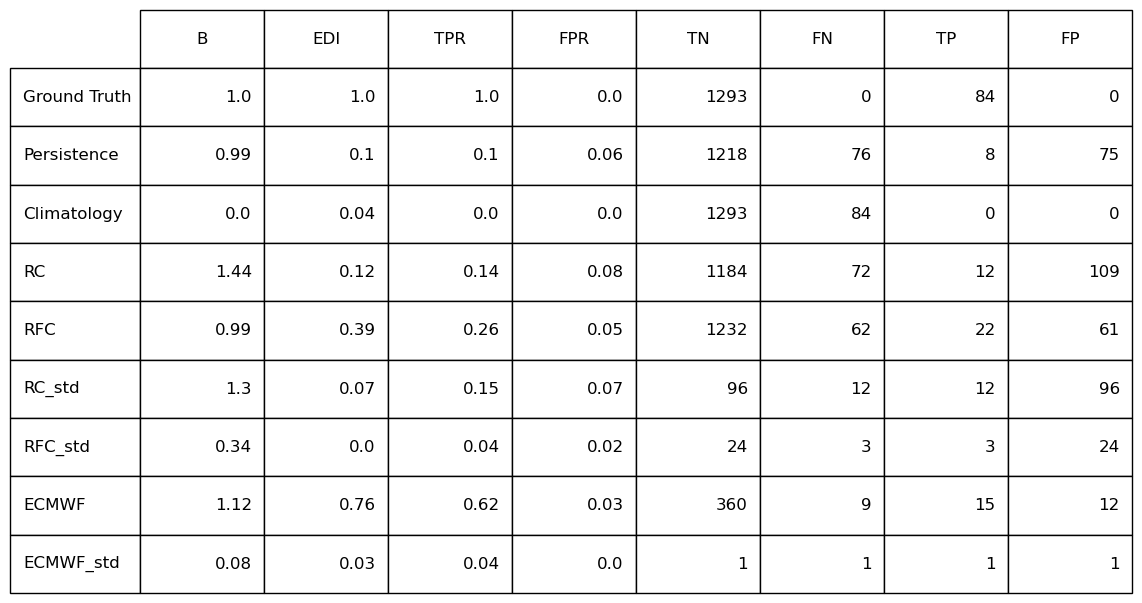 B EDI TPR FPR TN FN TP FP
Ground Truth 1.0 1.0 1.0 0.0 1293 0 84 0
Persistence 0.99 0.1 0.1 0.06 1218 76 8 75
Climatology 0.0 0.04 0.0 0.0 1293 84 0 0
RC 1.44 0.12 0.14 0.08 1184 72 12 109
RFC 0.99 0.39 0.26 0.05 1232 62 22 61
RC_std 1.3 0.07 0.15 0.07 96 12 12 96
RFC_std 0.34 0.0 0.04 0.02 24 3 3 24
ECMWF 1.12 0.76 0.62 0.03 360 9 15 12
ECMWF_std 0.08 0.03 0.04 0.0 1 1 1 1